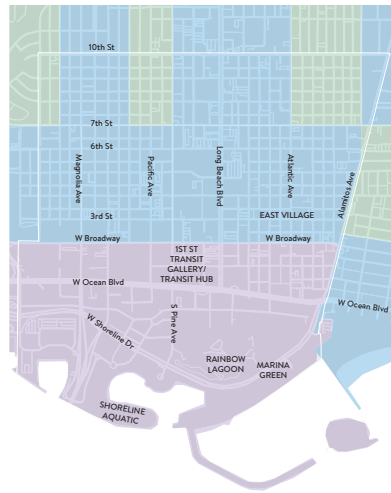 10th St
7th St
6th St
Magnolia Ave
Pacific Ave
Long Beach Blvd
Atlantic Ave
Alamitos Ave
3rd St
EAST VILLAGE
W Broadway
W Broadway
1ST ST
TRANSIT
GALLERY/
TRANSIT HUB
W Ocean Blvd
W Ocean Blvd
S Pine Ave
W Shoreline Dr
RAINBOW
LAGOON
MARINA
GREEN
SHORELINE
AQUATIC